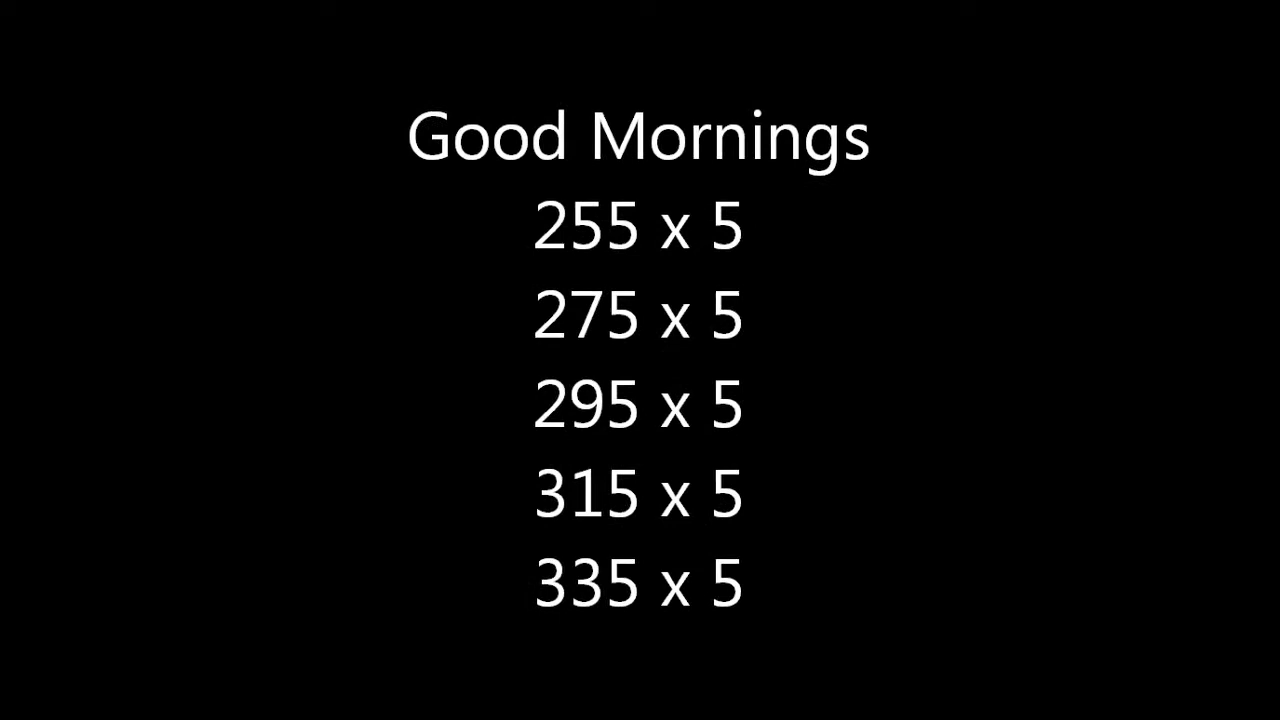 Good Mornings
255 x 5
275 x 5
295 x 5
315 x 5
335 x 5